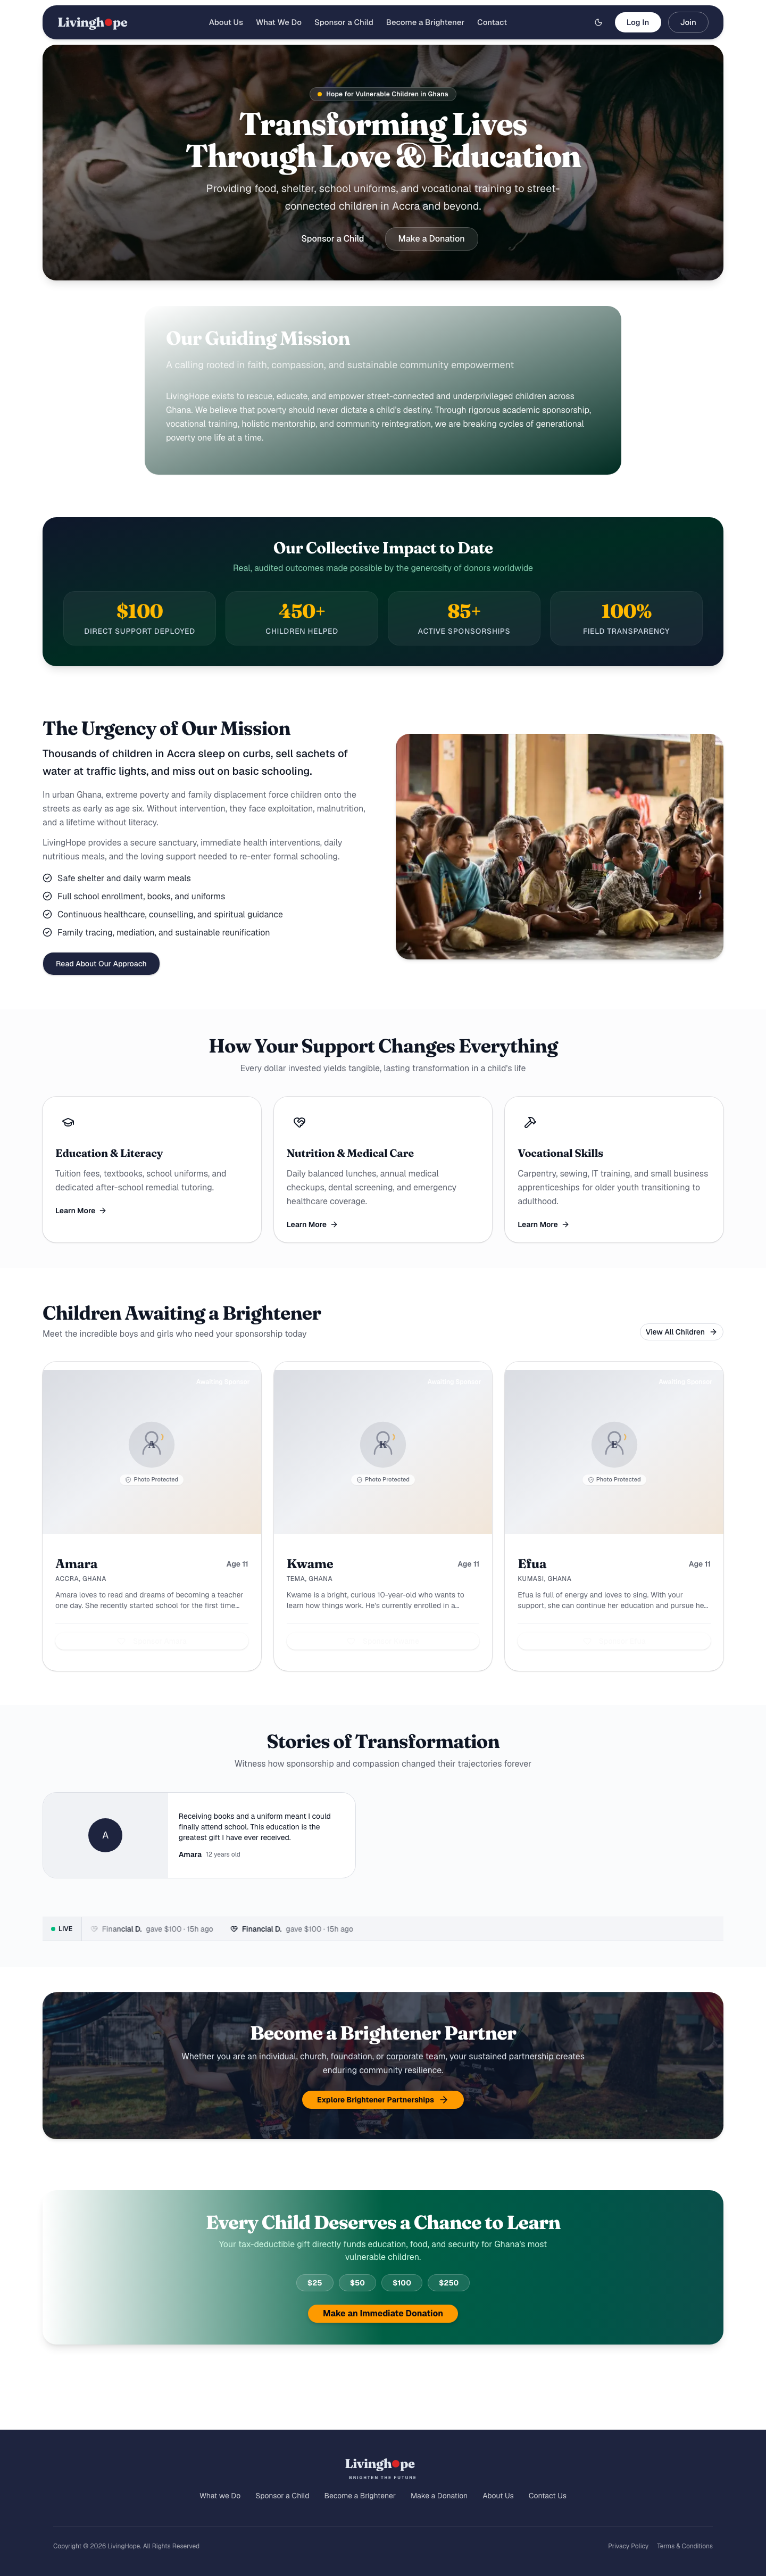 Livinghope
About Us What We Do Sponsor a Child Become a Brightener Contact
Log In Join
Hope for Vulnerable Children in Ghana
Transforming Lives
Through Love & Education
Providing food, shelter, school uniforms, and vocational training to street-
connected children in Accra and beyond.
Sponsor a Child Make a Donation
Our Guiding Mission
A calling rooted in faith, compassion, and sustainable community empowerment
LivingHope exists to rescue, educate, and empower street-connected and underprivileged children across
Ghana. We believe that poverty should never dictate a child's destiny. Through rigorous academic sponsorship,
vocational training, holistic mentorship, and community reintegration, we are breaking cycles of generational
poverty one life at a time.
Our Collective Impact to Date
Real, audited outcomes made possible by the generosity of donors worldwide
$100 450+ 85+ 100%
DIRECT SUPPORT DEPLOYED CHILDREN HELPED ACTIVE SPONSORSHIPS FIELD TRANSPARENCY
The Urgency of Our Mission
Thousands of children in Accra sleep on curbs, sell sachets of
water at traffic lights, and miss out on basic schooling.
In urban Ghana, extreme poverty and family displacement force children onto the
streets as early as age six. Without intervention, they face exploitation, malnutrition,
and a lifetime without literacy.
LivingHope provides a secure sanctuary, immediate health interventions, daily
nutritious meals, and the loving support needed to re-enter formal schooling.
Safe shelter and daily warm meals
Full school enrollment, books, and uniforms
Continuous healthcare, counselling, and spiritual guidance
Family tracing, mediation, and sustainable reunification
Read About Our Approach
How Your Support Changes Everything
Every dollar invested yields tangible, lasting transformation in a child's life
Education & Literacy
Tuition fees, textbooks, school uniforms, and
dedicated after-school remedial tutoring.
Learn More
Nutrition & Medical Care
Daily balanced lunches, annual medical
checkups, dental screening, and emergency
healthcare coverage.
Learn More
Vocational Skills
Carpentry, sewing, IT training, and small business
apprenticeships for older youth transitioning to
adulthood.
Learn More
Children Awaiting a Brightener
Meet the incredible boys and girls who need your sponsorship today
View All Children
A
Photo Protected
Amara Age 11
ACCRA, GHANA
Amara loves to read and dreams of becoming a teacher
one day. She recently started school for the first time...
K
Photo Protected
Kwame Age 11
TEMA, GHANA
Kwame is a bright, curious 10-year-old who wants to
learn how things work. He's currently enrolled in a...
E
Photo Protected
Efua Age 11
KUMASI, GHANA
Efua is full of energy and loves to sing. With your
support, she can continue her education and pursue he...
Stories of Transformation
Witness how sponsorship and compassion changed their trajectories forever
A
Receiving books and a uniform meant I could
finally attend school. This education is the
greatest gift I have ever received.
Amara 12 years old
LIVE Financial D. gave $100 · 15h ago Financial D. gave $100 · 15h ago
Become a Brightener Partner
Whether you are an individual, church, foundation, or corporate team, your sustained partnership creates
enduring community resilience.
Explore Brightener Partnerships
Every Child Deserves a Chance to Learn
Your tax-deductible gift directly funds education, food, and security for Ghana's most
vulnerable children.
$25 $50 $100 $250
Make an Immediate Donation
Livinghope
BRIGHTEN THE FUTURE
What we Do Sponsor a Child Become a Brightener Make a Donation About Us Contact Us
Copyright © 2026 LivingHope. All Rights Reserved
Privacy Policy Terms & Conditions